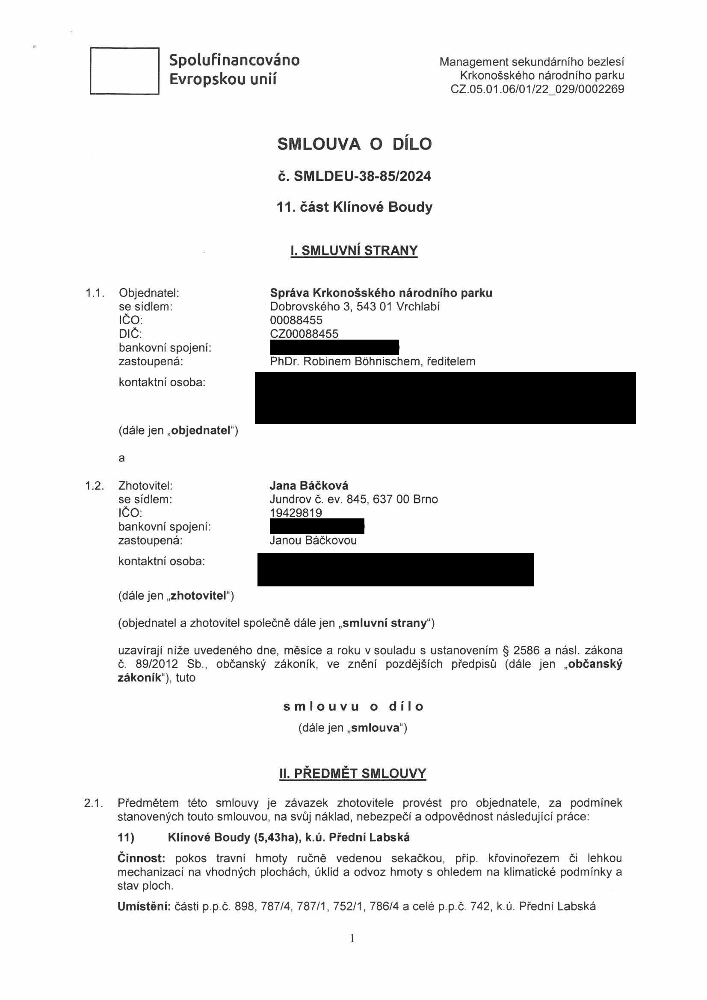 Spolufinancováno
Evropskou unií
Management sekundárního bezlesí
Krkonošského národního parku
CZ.05.01.06/01/22_029/0002269
SMLOUVA O DÍLO
č. SMLDEU-38-85/2024
11. část Klínové Boudy
I. SMLUVNÍ STRANY
1.1. Objednatel: Správa Krkonošského národního parku
se sídlem: Dobrovského 3, 543 01 Vrchlabí
IČO: 00088455
DIČ: CZ00088455
bankovní spojení:
zastoupená: PhDr. Robinem Böhnischem, ředitelem
kontaktní osoba:
(dále jen „objednatel“)
a
1.2. Zhotovitel: Jana Báčková
se sídlem: Jundrov č. ev. 845, 637 00 Brno
IČO: 19429819
bankovní spojení:
zastoupená: Janou Báčkovou
kontaktní osoba:
(dále jen „zhotovitel“)
(objednatel a zhotovitel společně dále jen „smluvní strany“)
uzavírají níže uvedeného dne, měsíce a roku v souladu s ustanovením § 2586 a násl. zákona
č. 89/2012 Sb., občanský zákoník, ve znění pozdějších předpisů (dále jen „občanský
zákoník“), tuto
smlouvu o dílo
(dále jen „smlouva“)
II. PŘEDMĚT SMLOUVY
2.1. Předmětem této smlouvy je závazek zhotovitele provést pro objednatele, za podmínek
stanovených touto smlouvou, na svůj náklad, nebezpečí a odpovědnost následující práce:
11) Klínové Boudy (5,43ha), k.ú. Přední Labská
Činnost: pokos travní hmoty ručně vedenou sekačkou, příp. křovinořezem či lehkou
mechanizací na vhodných plochách, úklid a odvoz hmoty s ohledem na klimatické podmínky a
stav ploch.
Umístění: části p.p.č. 898, 787/4, 787/1, 752/1, 786/4 a celé p.p.č. 742, k.ú. Přední Labská
1